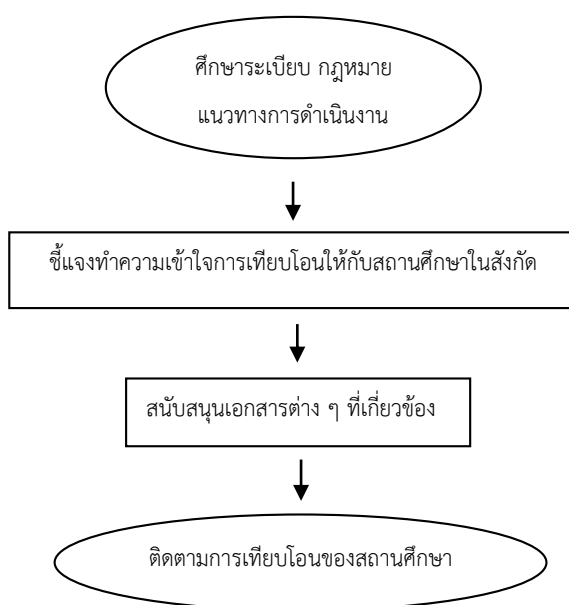 ศึกษาระเบียบ กฎหมาย
แนวทางการดำเนินงาน
ชี้แจงทำความเข้าใจการเทียบโอนให้กับสถานศึกษาในสังกัด
สนับสนุนเอกสารต่าง ๆ ที่เกี่ยวข้อง
ติดตามการเทียบโอนของสถานศึกษา